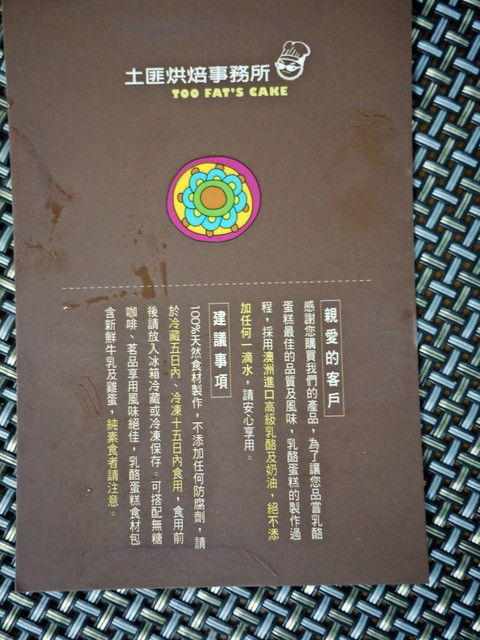 土匪烘焙事務所
TOO FAT'S CAKE
親愛的客戶
感謝您購買我們的產品，為了讓您品嘗乳酪
蛋糕最佳的品質及風味，乳酪蛋糕的製作過
程，採用澳洲進口高級乳酪及奶油，絕不添
加任何一滴水，請安心享用。
建議事項
100%天然食材製作，不添加任何防腐劑，請
於冷藏五日內、冷凍十五日內食用，食用前
後請放入冰箱冷藏或冷凍保存。可搭配無糖
咖啡、茗品享用風味絕佳，乳酪蛋糕食材包
含新鮮牛乳及雞蛋，純素食者請注意。